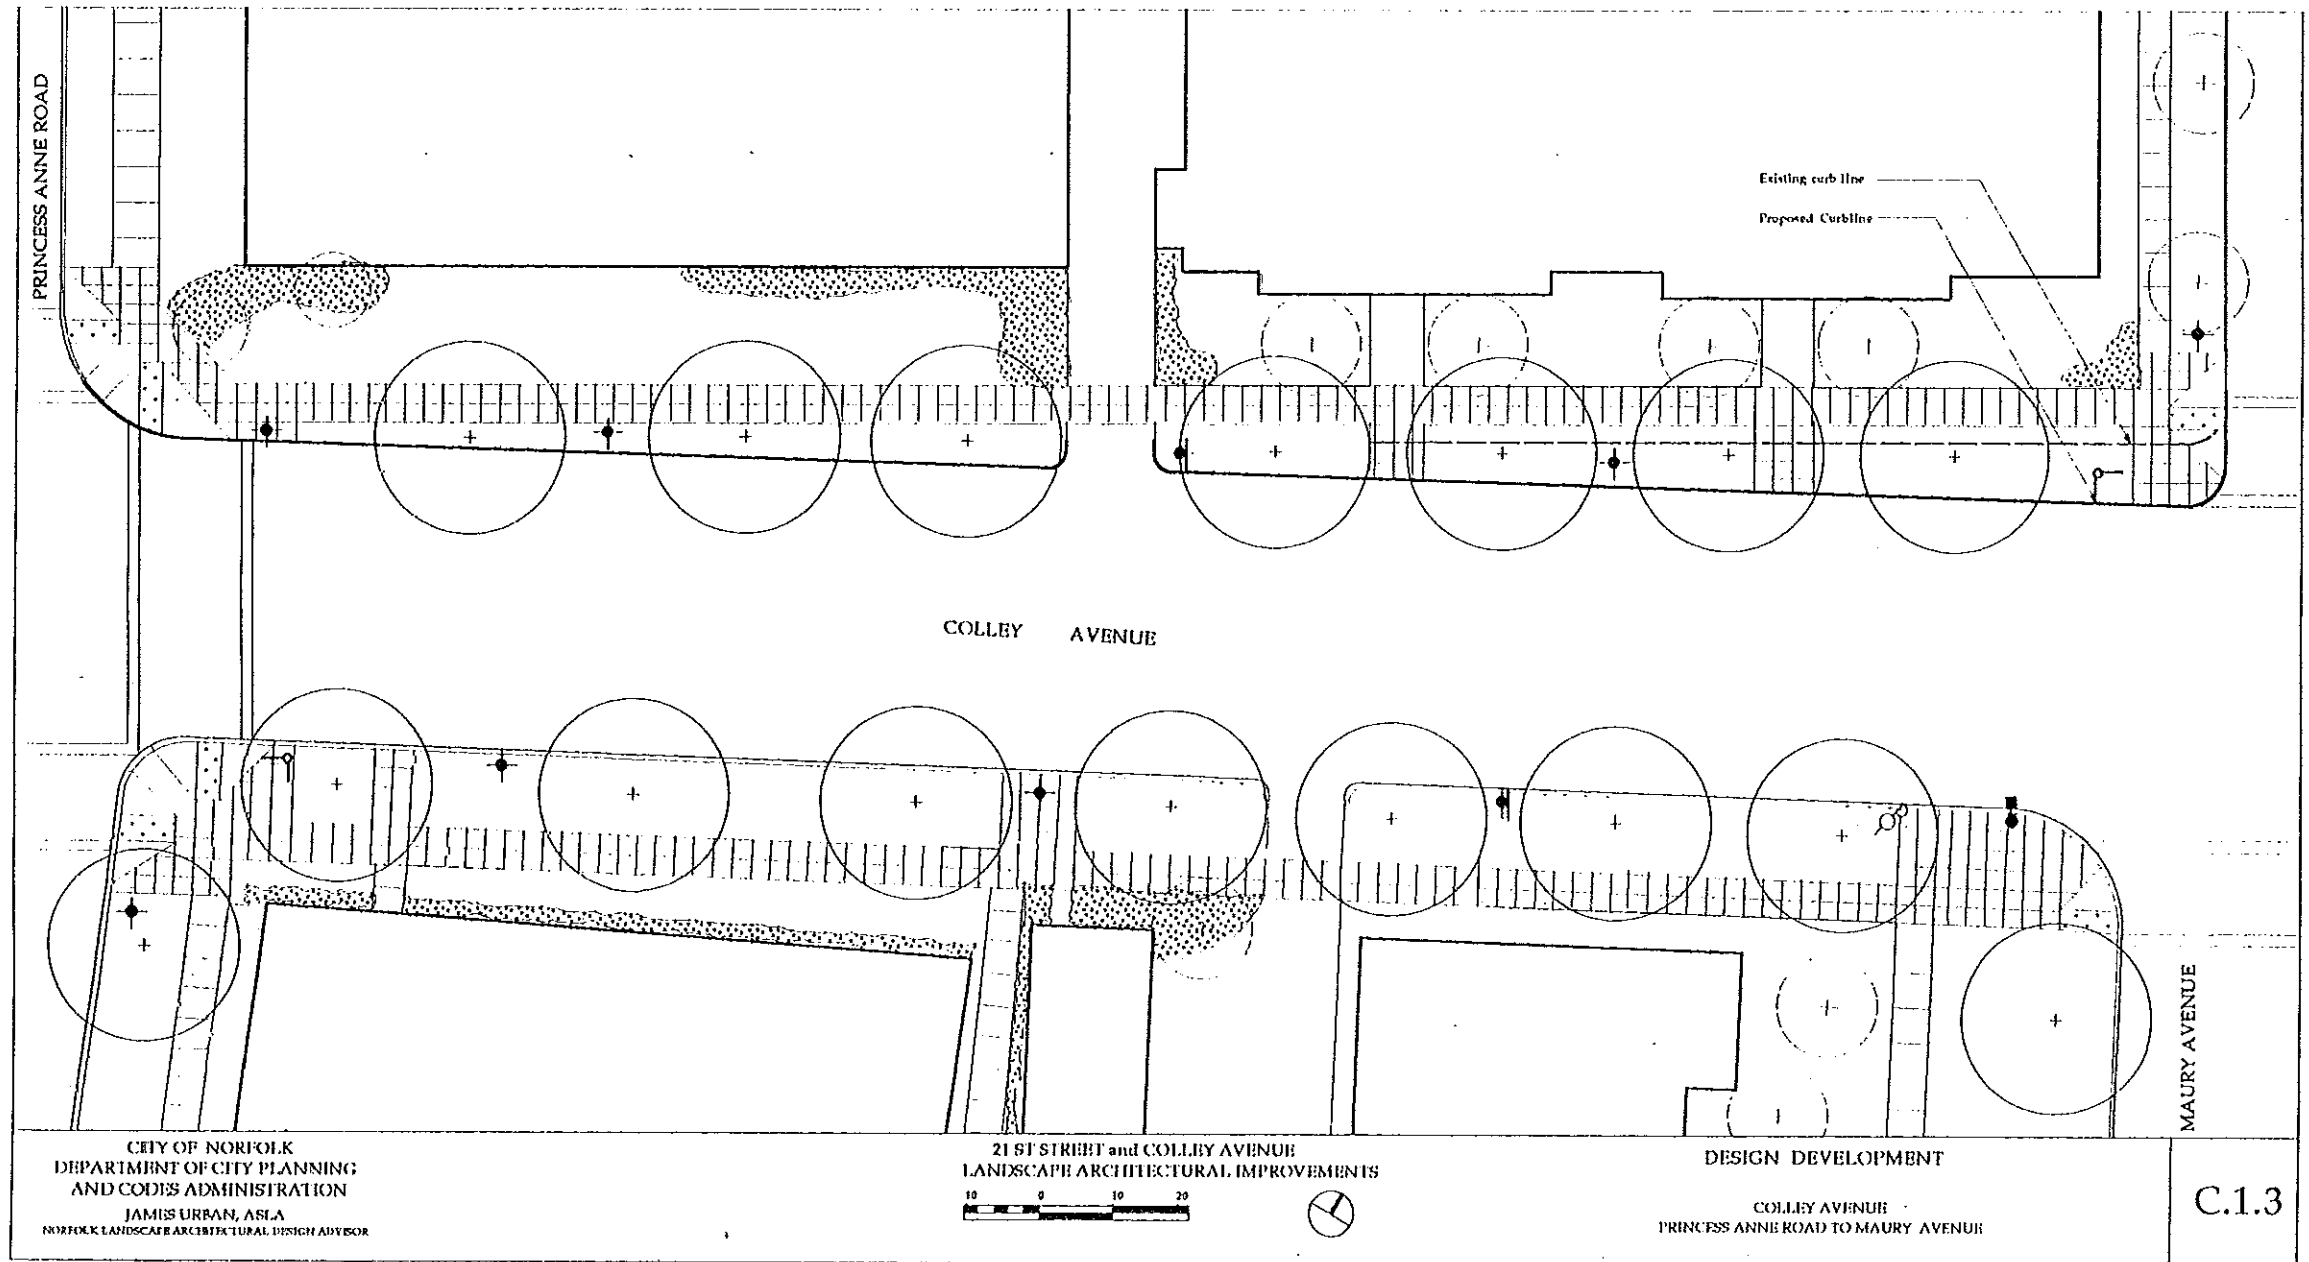 PRINCESS ANNE ROAD
Existing curb line
Proposed Curbline
COLLEY AVENUE
MAURY AVENUE
CITY OF NORFOLK
DEPARTMENT OF CITY PLANNING
AND CODES ADMINISTRATION
JAMES URBAN, ASLA
NORFOLK LANDSCAPE ARCHITECTURAL DESIGN ADVISOR
21 ST STREET and COLLEY AVENUE
LANDSCAPE ARCHITECTURAL IMPROVEMENTS
10 0 10 20
DESIGN DEVELOPMENT
COLLEY AVENUE
PRINCESS ANNE ROAD TO MAURY AVENUE
C.1.3